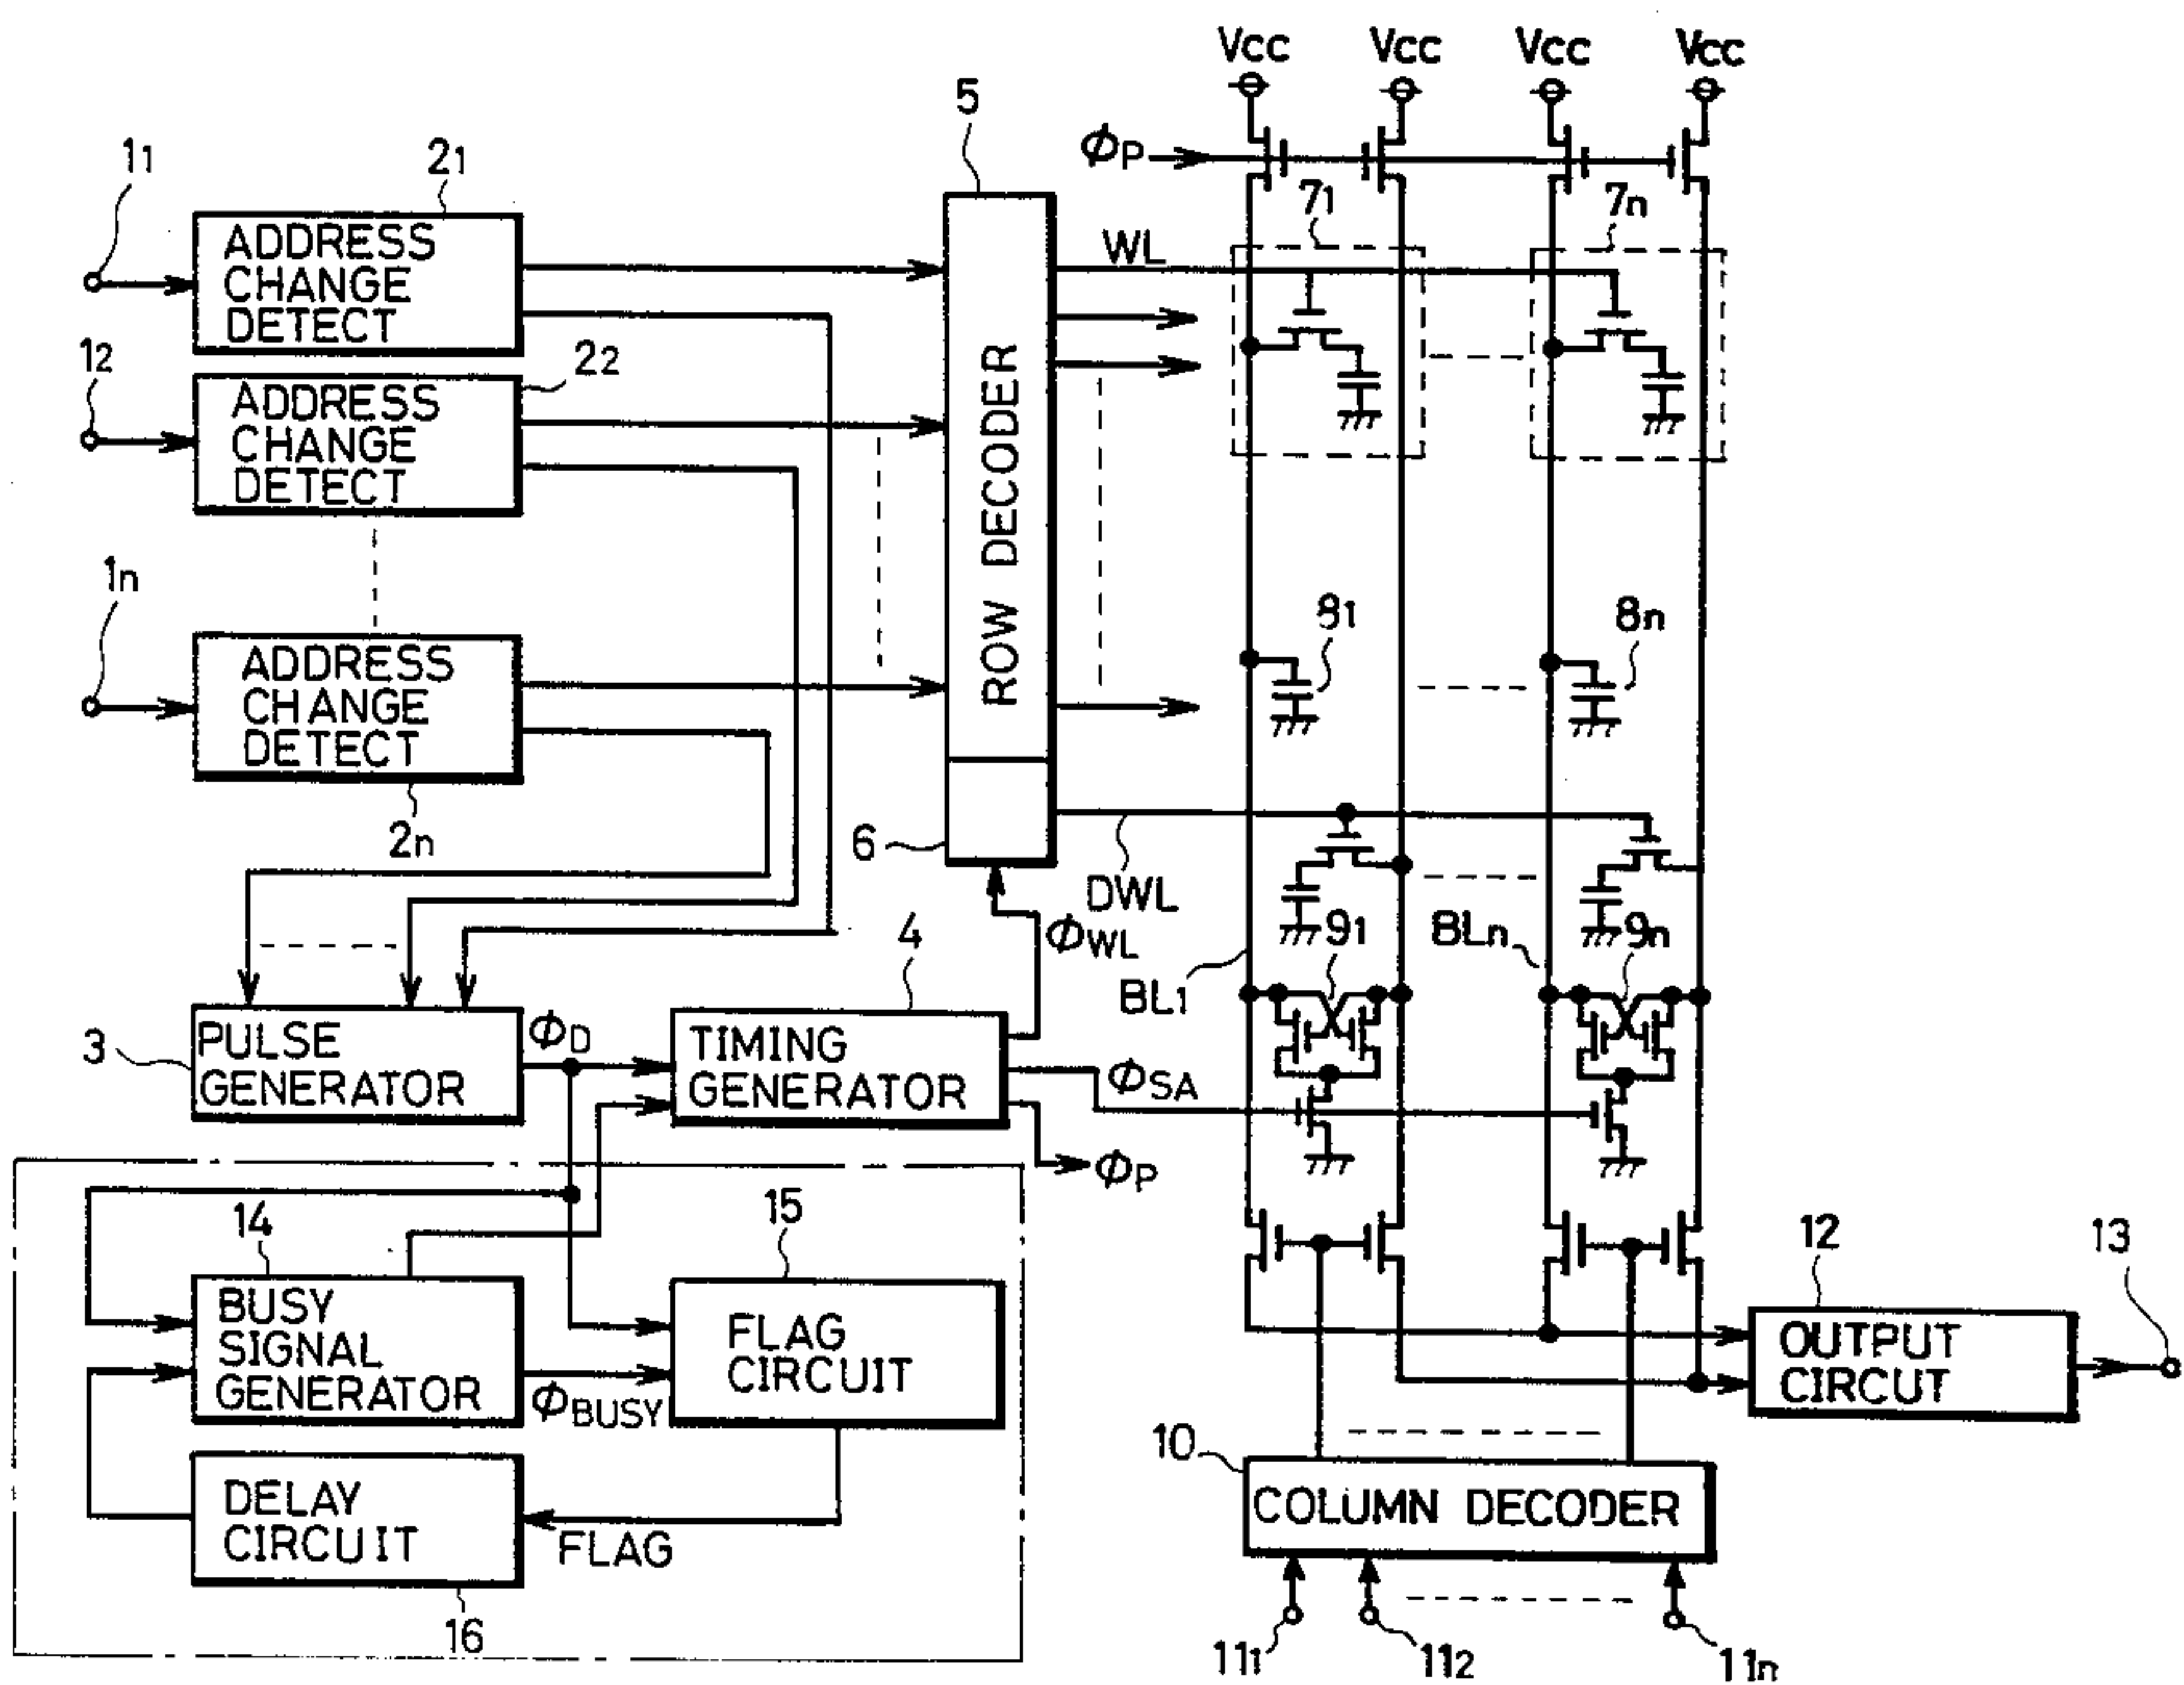 Vcc Vcc Vcc Vcc
5
ϕP
11
21
ADDRESS
CHANGE
DETECT
12
22
ADDRESS
CHANGE
DETECT
1n
ADDRESS
CHANGE
DETECT
2n
ROW DECODER
6
WL
71
7n
81
8n
DWL
ϕWL
91
9n
BL1
BLn
3
PULSE
GENERATOR
ϕD
4
TIMING
GENERATOR
ϕSA
ϕP
14
BUSY
SIGNAL
GENERATOR
ϕBUSY
15
FLAG
CIRCUIT
DELAY
CIRCUIT
FLAG
16
12
OUTPUT
CIRCUT
13
10
COLUMN DECODER
111
112
11n